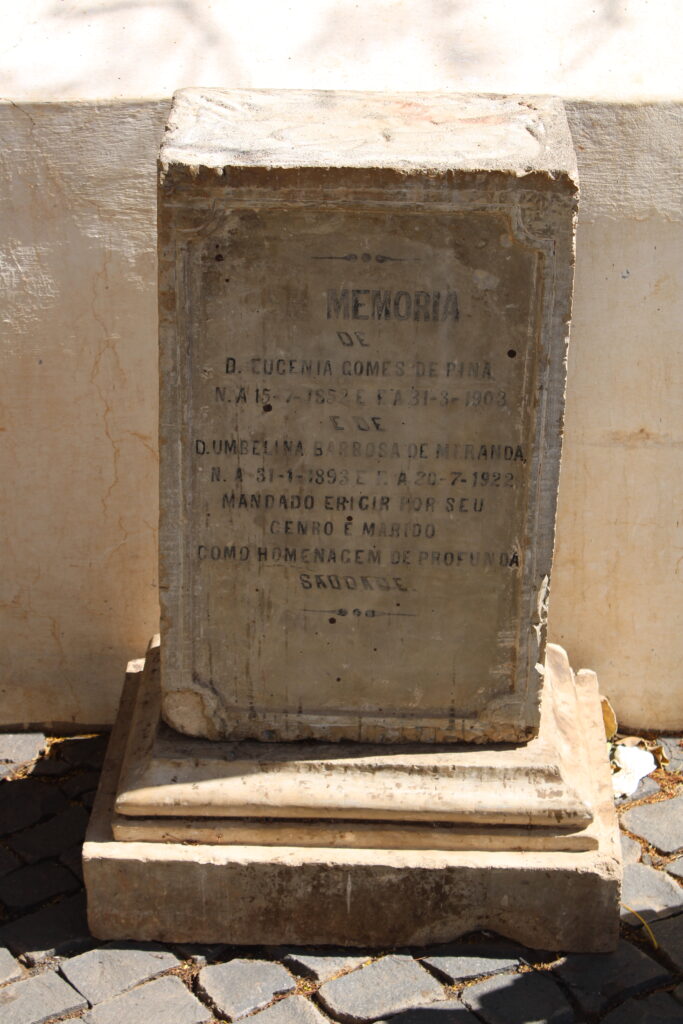 MEMORIA
DE
D. EUGENIA GOMES DE PINA
N. A 15-7-1852 E F. A 31-3-1903
E DE
D. UMBELINA BARBOSA DE MIRANDA
N. A 31-1-1893 E F. A 20-7-1922
MANDADO ERIGIR POR SEU
GENRO E MARIDO
COMO HOMENAGEM DE PROFUNDA
SAUDADE.